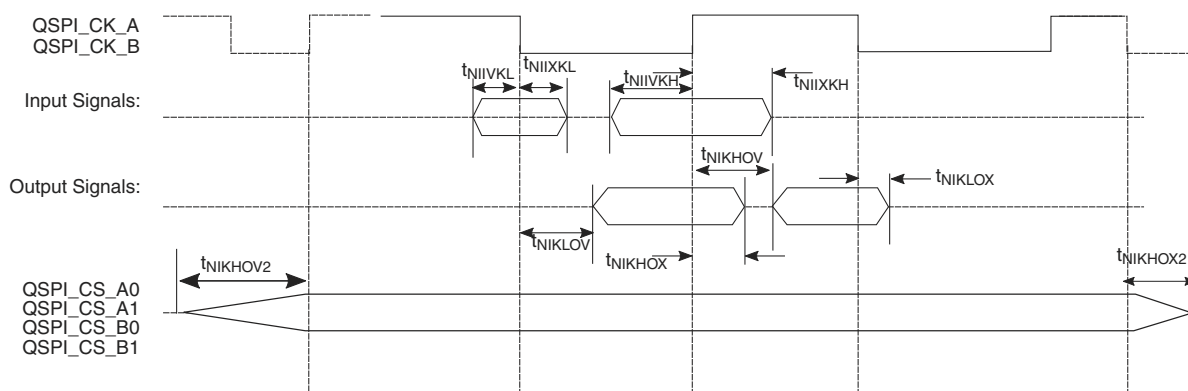 QSPI_CK_A
QSPI_CK_B
tNIIVKL
tNIIXKL
tNIIVKH
tNIIXKH
Input Signals:
tNIKHOV
tNIKLOX
Output Signals:
tNIKLOV
tNIKHOX
tNIKHOV2
tNIKHOX2
QSPI_CS_A0
QSPI_CS_A1
QSPI_CS_B0
QSPI_CS_B1